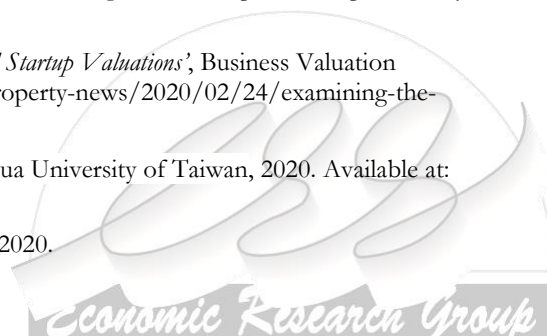 Startup Valuations', Business Valuation
roperty-news/2020/02/24/examining-the-
ua University of Taiwan, 2020. Available at:
2020.
Economic Research Group